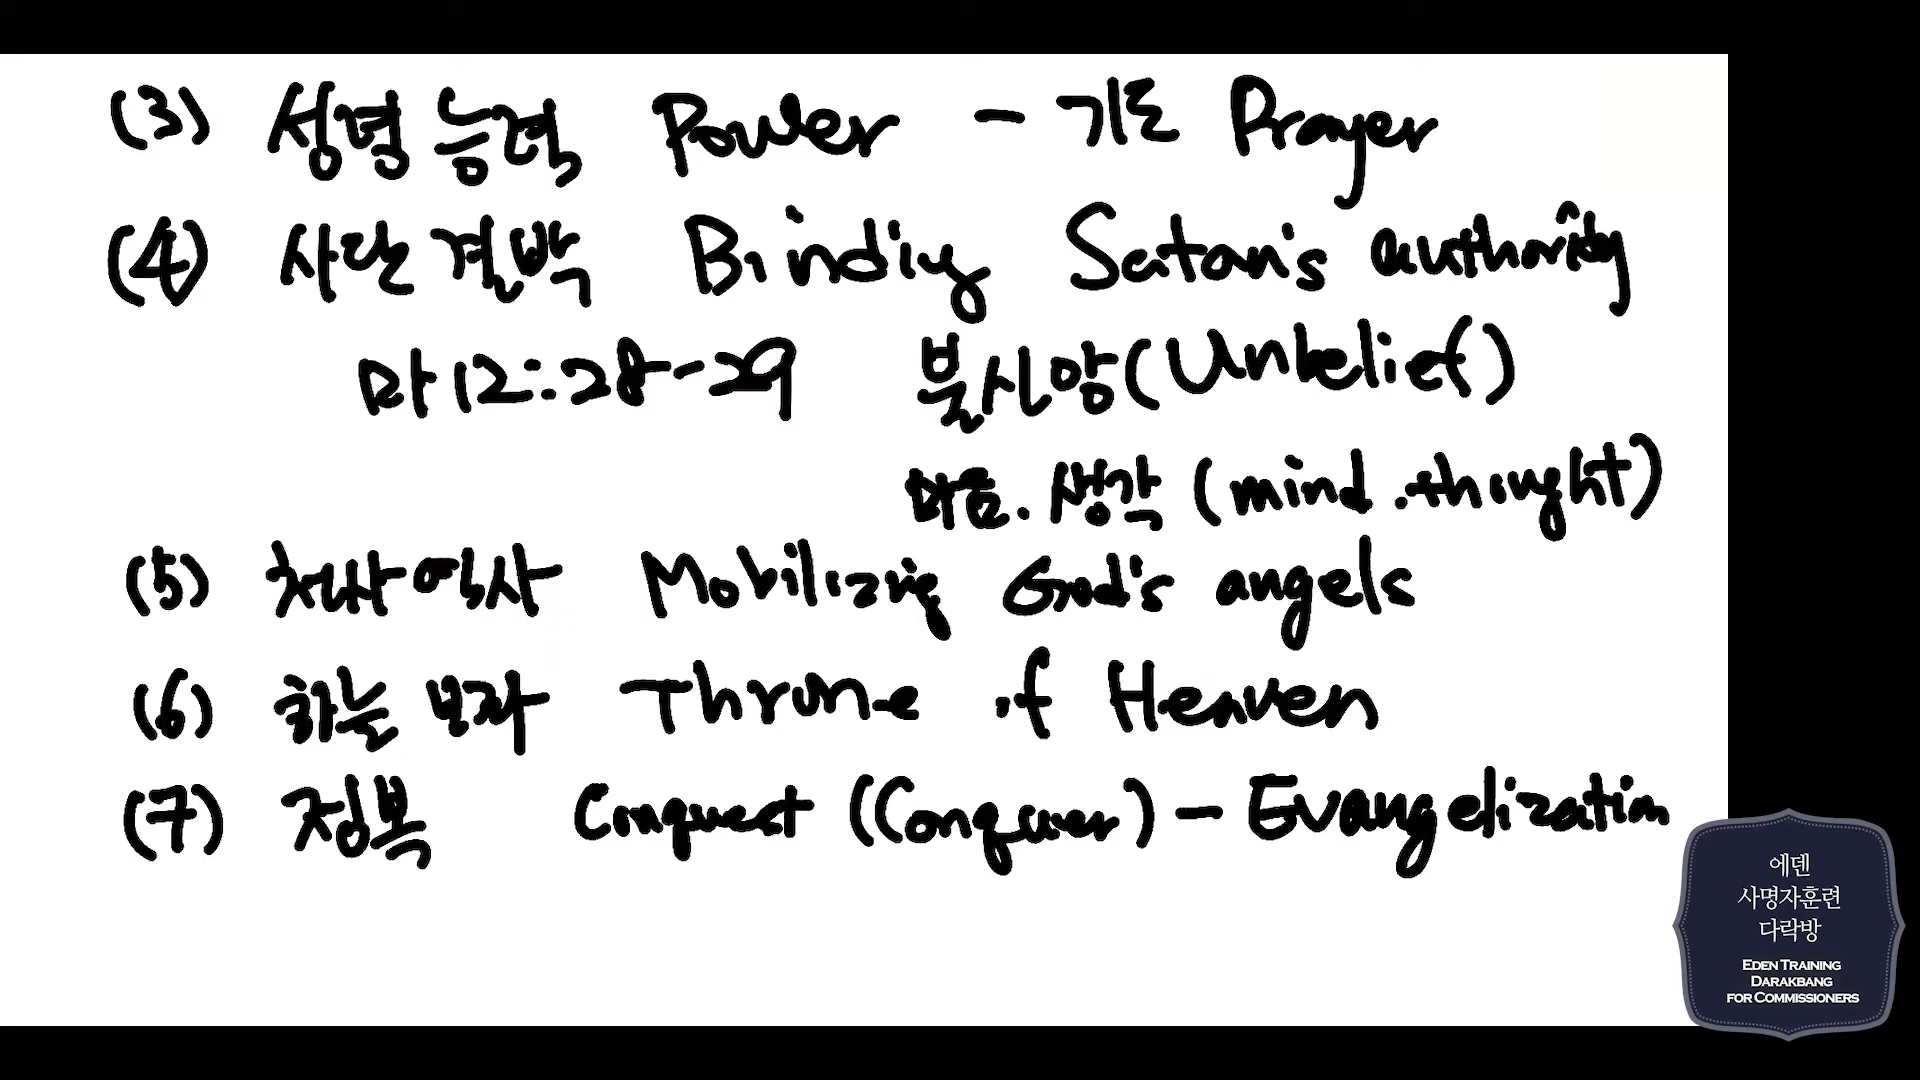 (3) 성령 능력 Power - 기도 Prayer
(4) 사단 결박 Binding Satan's authority
마 12:28-29 불신앙 (Unbelief)
마음. 생각 (mind. thought)
(5) 천사 역사 Mobilizing God's angels
(6) 하늘 보좌 Throne of Heaven
(7) 정복 Conquest (Conquer) - Evangelization
에덴
사명자훈련
다락방
EDEN TRAINING
DARAKBANG
FOR COMMISSIONERS